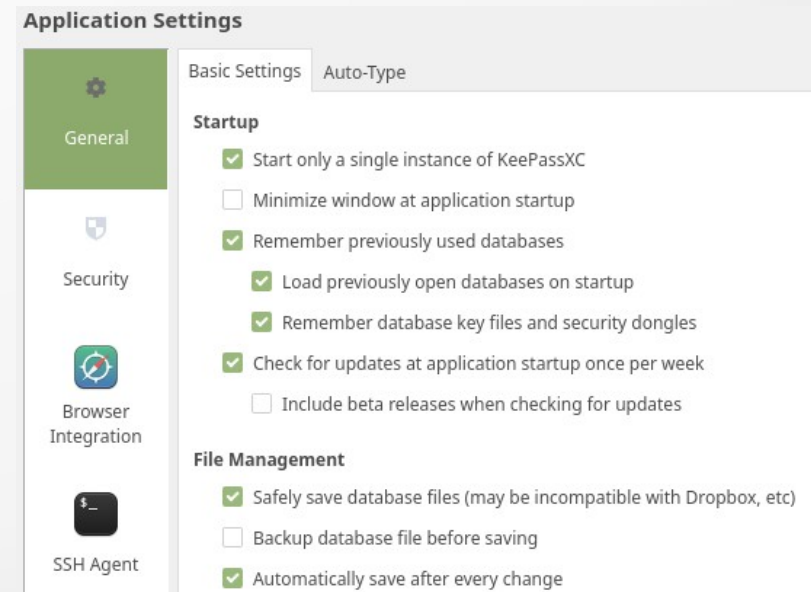 Application Settings
General
Security
Browser
Integration
$_
SSH Agent
Basic Settings
Auto-Type
Startup
Start only a single instance of KeePassXC
Minimize window at application startup
Remember previously used databases
Load previously open databases on startup
Remember database key files and security dongles
Check for updates at application startup once per week
Include beta releases when checking for updates
File Management
Safely save database files (may be incompatible with Dropbox, etc)
Backup database file before saving
Automatically save after every change